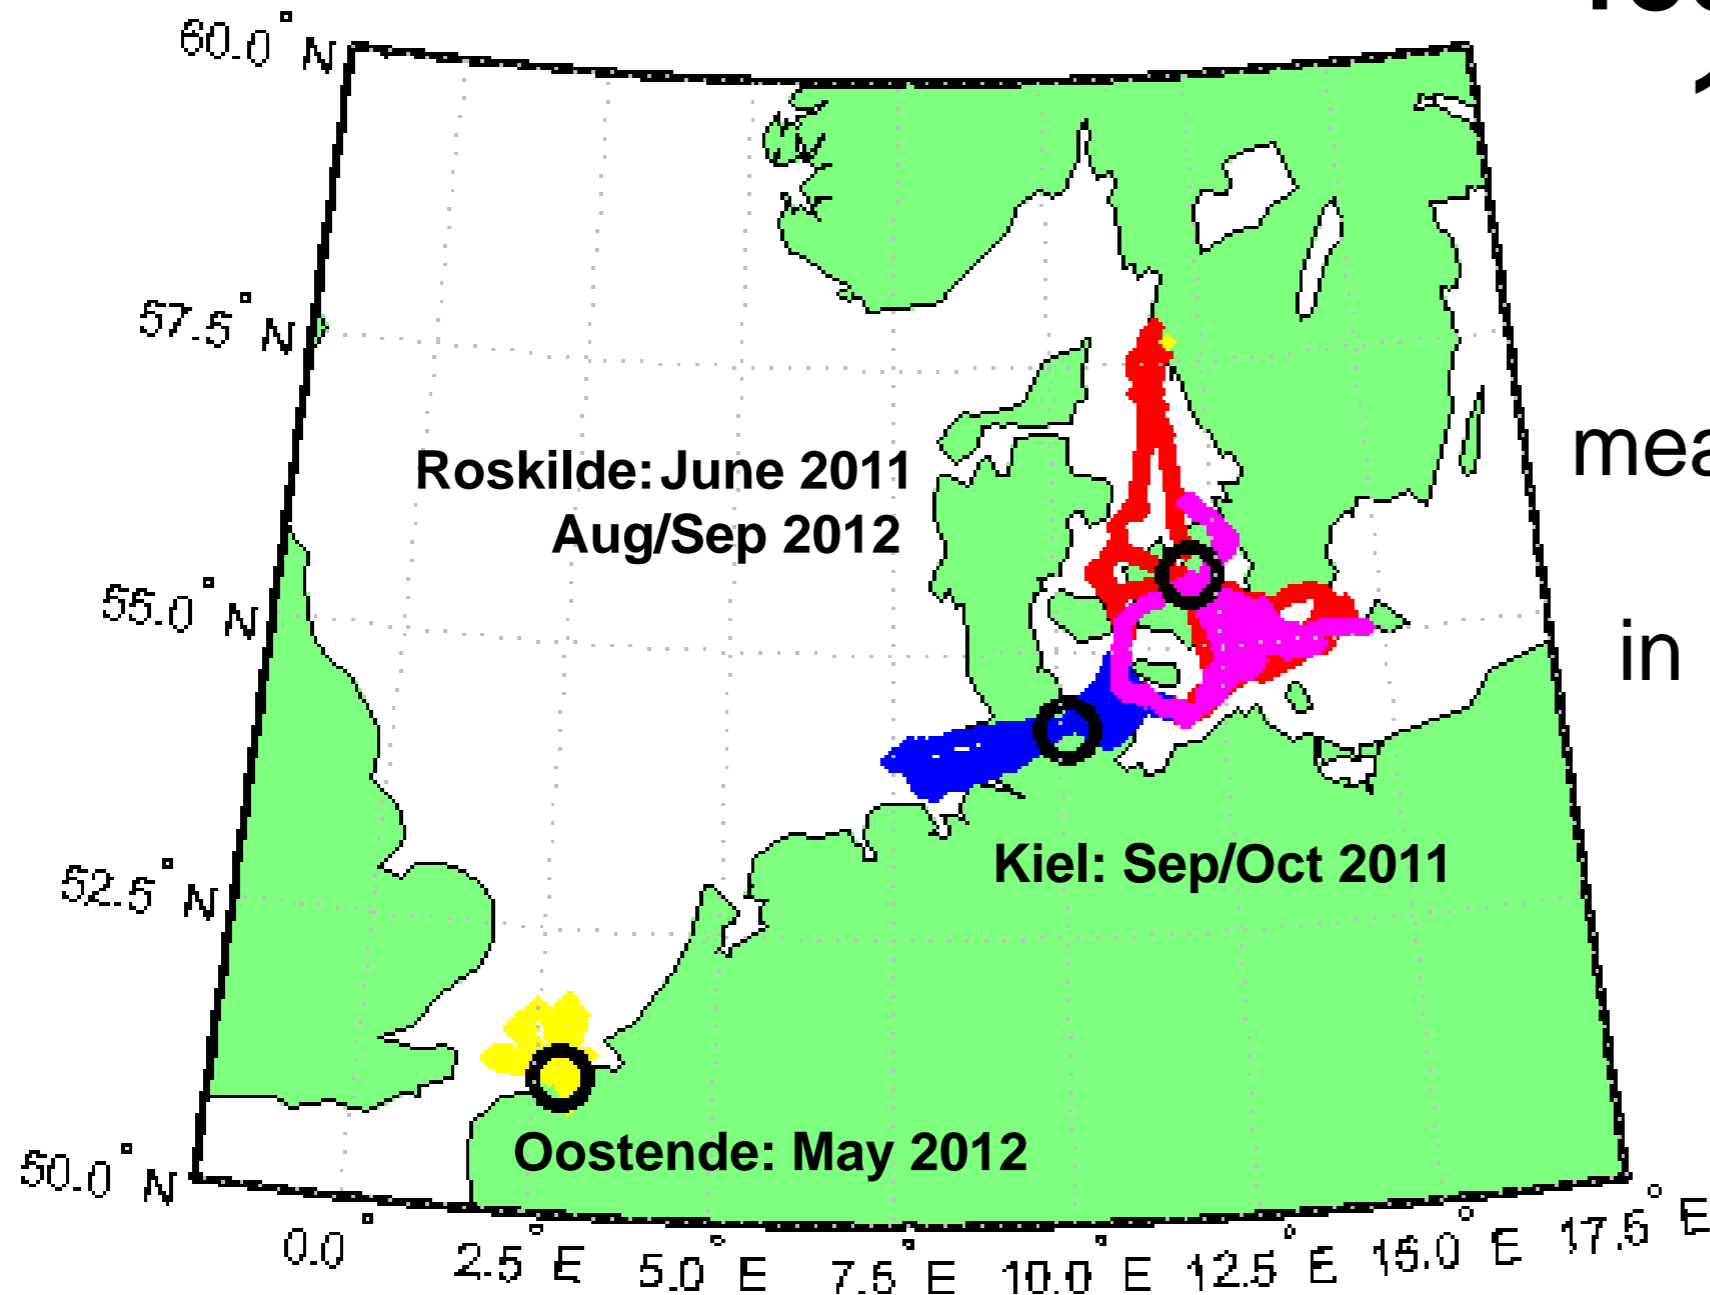 60.0° N
57.5° N
Roskilde: June 2011
Aug/Sep 2012
mea
55.0° N
in
52.5° N
Kiel: Sep/Oct 2011
Oostende: May 2012
50.0° N
0.0°
2.5° E
5.0° E
7.5° E
10.0° E
12.5° E
15.0° E
17.5° E